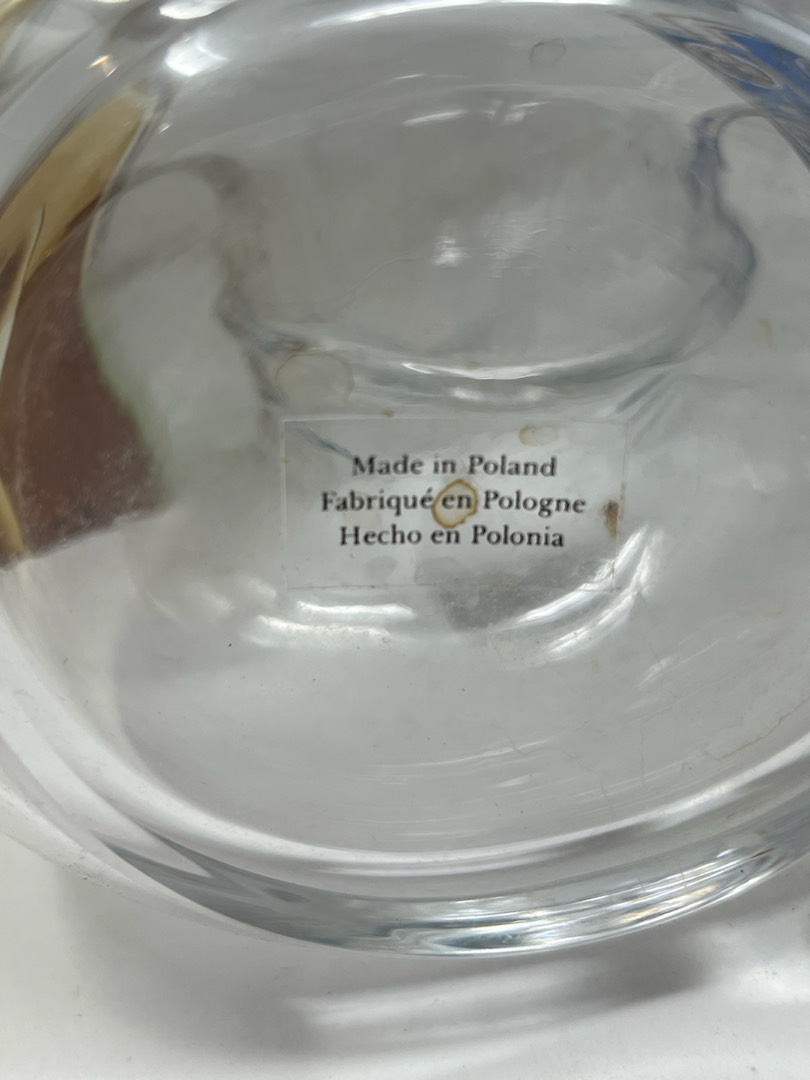 Made in Poland
Fabriqué en Pologne
Hecho en Polonia